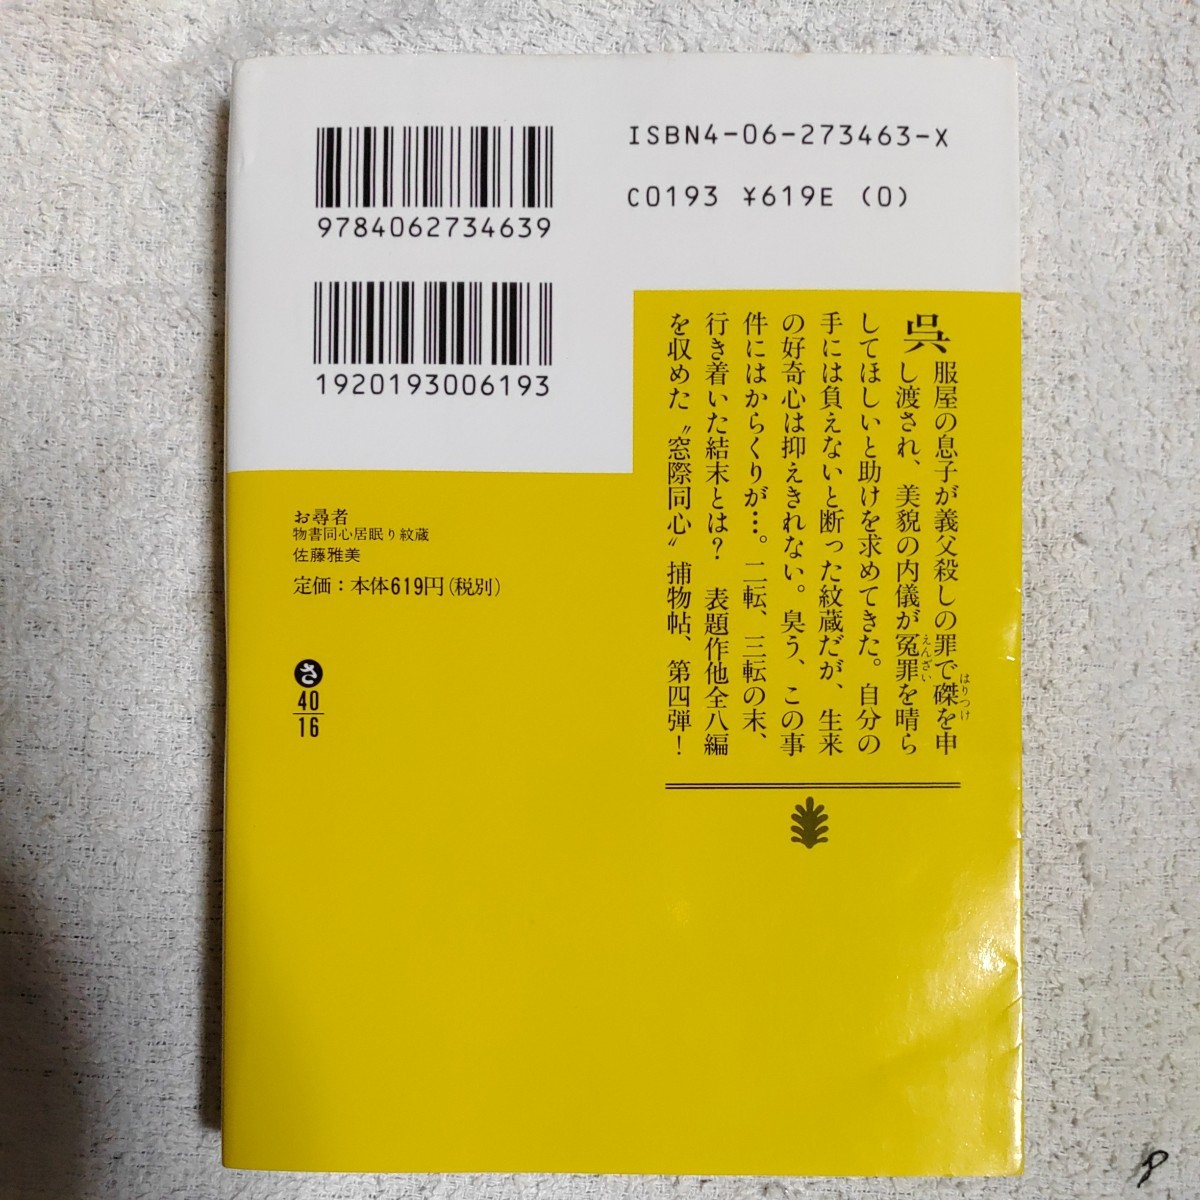 ISBN4-06-273463-X
C0193 ¥619E (0)
9784062734639
1920193006193
呉服屋の息子が義父殺しの罪で磔を申
はりつけ
し渡され、美貌の内儀が冤罪を晴ら
えんざい
してほしいと助けを求めてきた。自分の
手には負えないと断った紋蔵だが、生来
の好奇心は抑えきれない。臭う、この事
件にはからくりが…。二転、三転の末、
行き着いた結末とは？ 表題作他全八編
を収めた〝窓際同心〟捕物帖、第四弾！
お尋者
物書同心居眠り紋蔵
佐藤雅美
定価：本体619円（税別）
さ
40
16
P